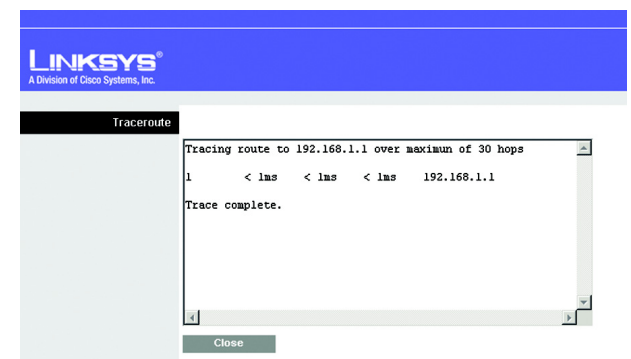 LINKSYS®
A Division of Cisco Systems, Inc.
Traceroute
Tracing route to 192.168.1.1 over maximun of 30 hops
1 < 1ms < 1ms < 1ms 192.168.1.1
Trace complete.
Close